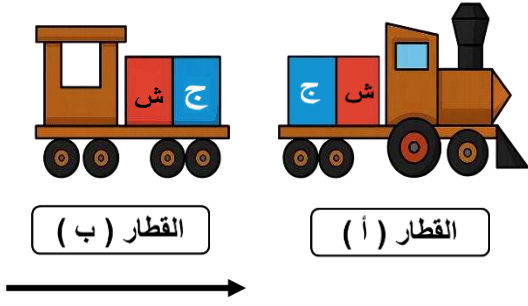 ج ش
ش ج
القطار ( أ )
القطار ( ب )